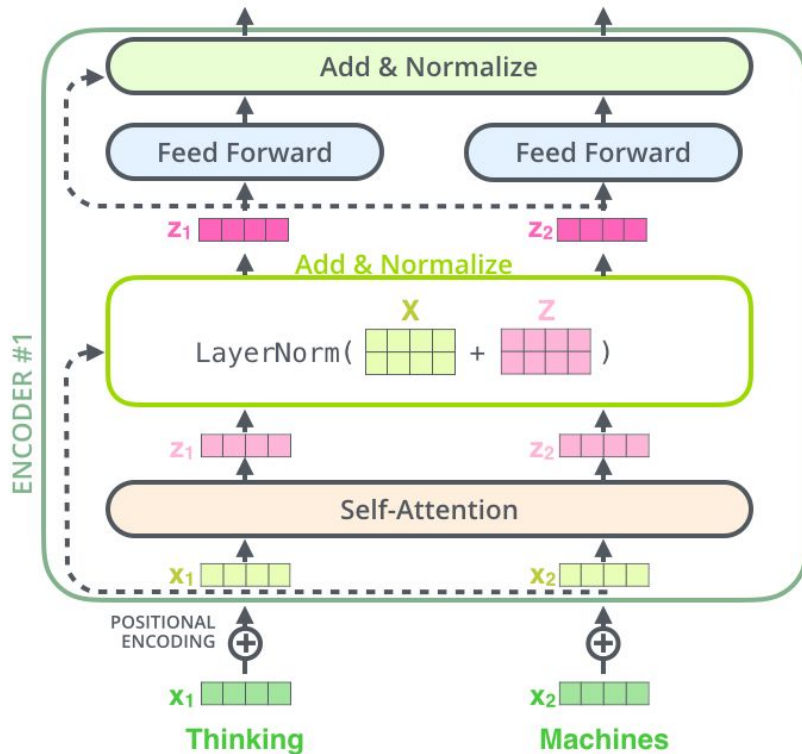 Add & Normalize
Feed Forward
Feed Forward
z1
z2
Add & Normalize
X
Z
LayerNorm( + )
ENCODER #1
z1
z2
Self-Attention
x1
x2
POSITIONAL
ENCODING
x1
x2
Thinking
Machines